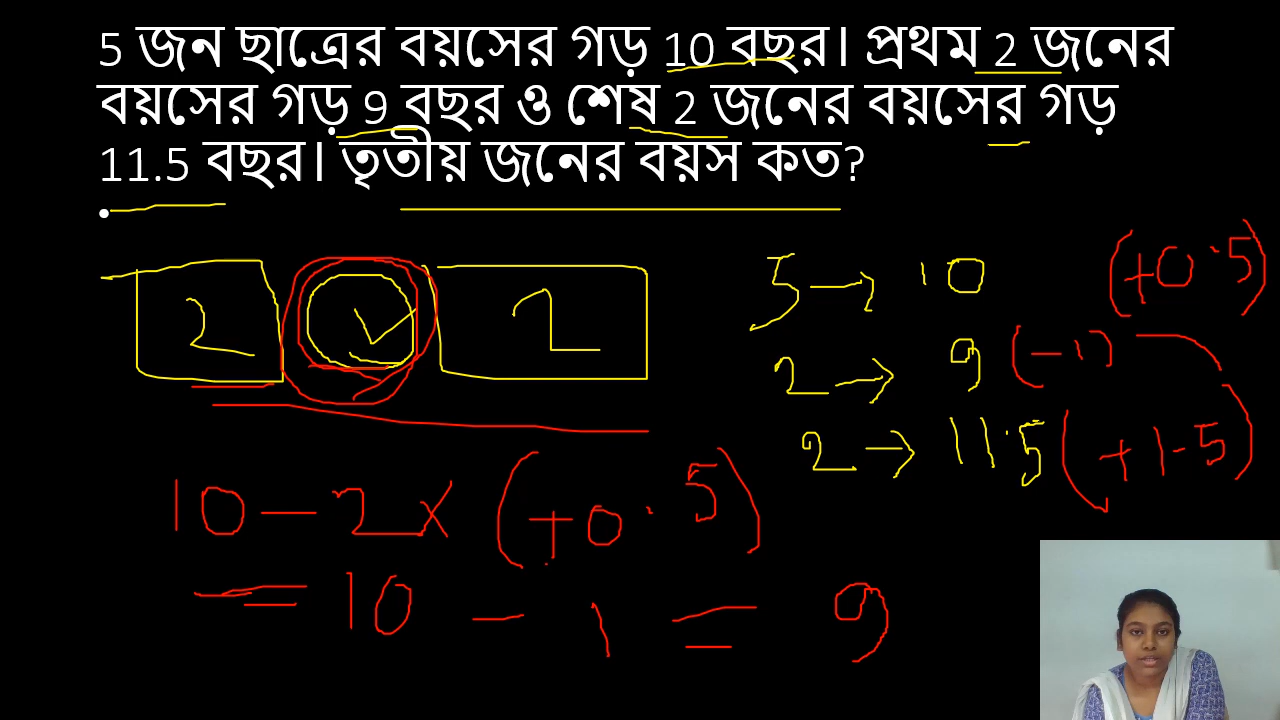 5 জন ছাত্রের বয়সের গড় 10 বছর। প্রথম 2 জনের
বয়সের গড় 9 বছর ও শেষ 2 জনের বয়সের গড়
11.5 বছর। তৃতীয় জনের বয়স কত?
2 2
5 → 10 (+0.5)
2 → 9 (-1)
2 → 11.5 (+1.5)
10 - 2 × (+0.5)
= 10 - 1 = 9